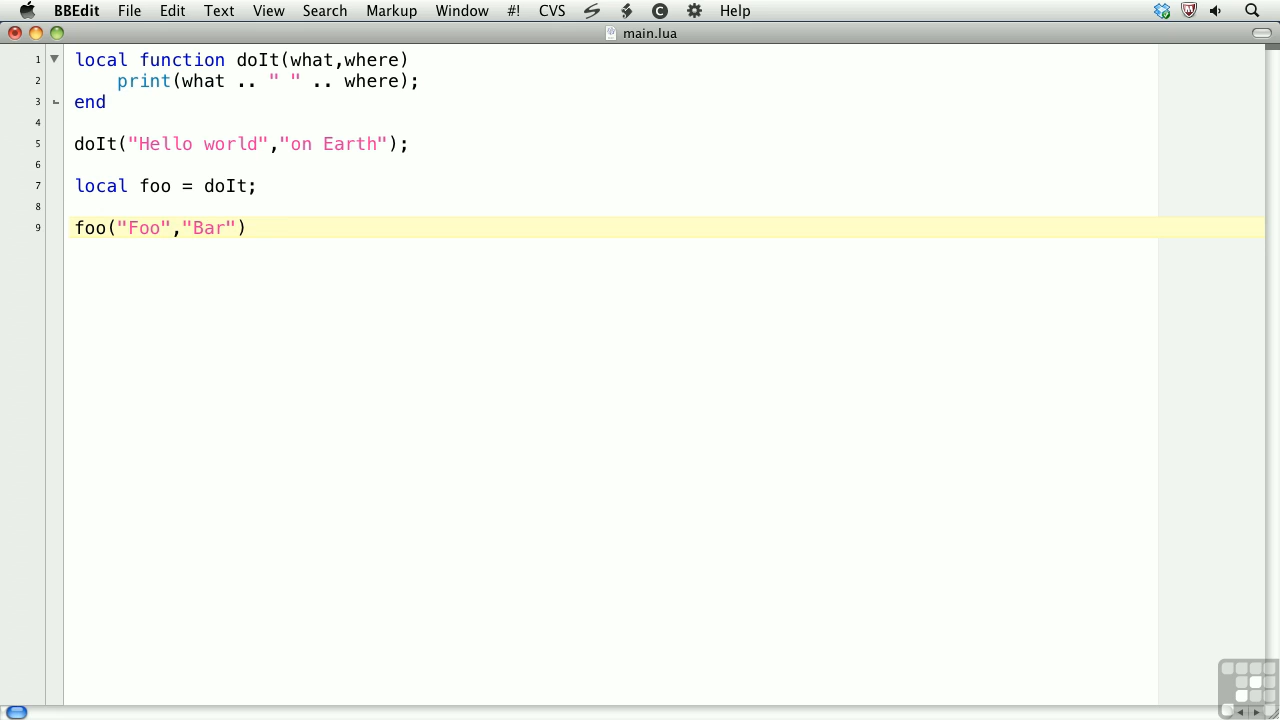 BBEdit File Edit Text View Search Markup Window #! CVS Help
main.lua
1 local function doIt(what,where)
2 print(what .. " " .. where);
3 end
4
5 doIt("Hello world","on Earth");
6
7 local foo = doIt;
8
9 foo("Foo","Bar")